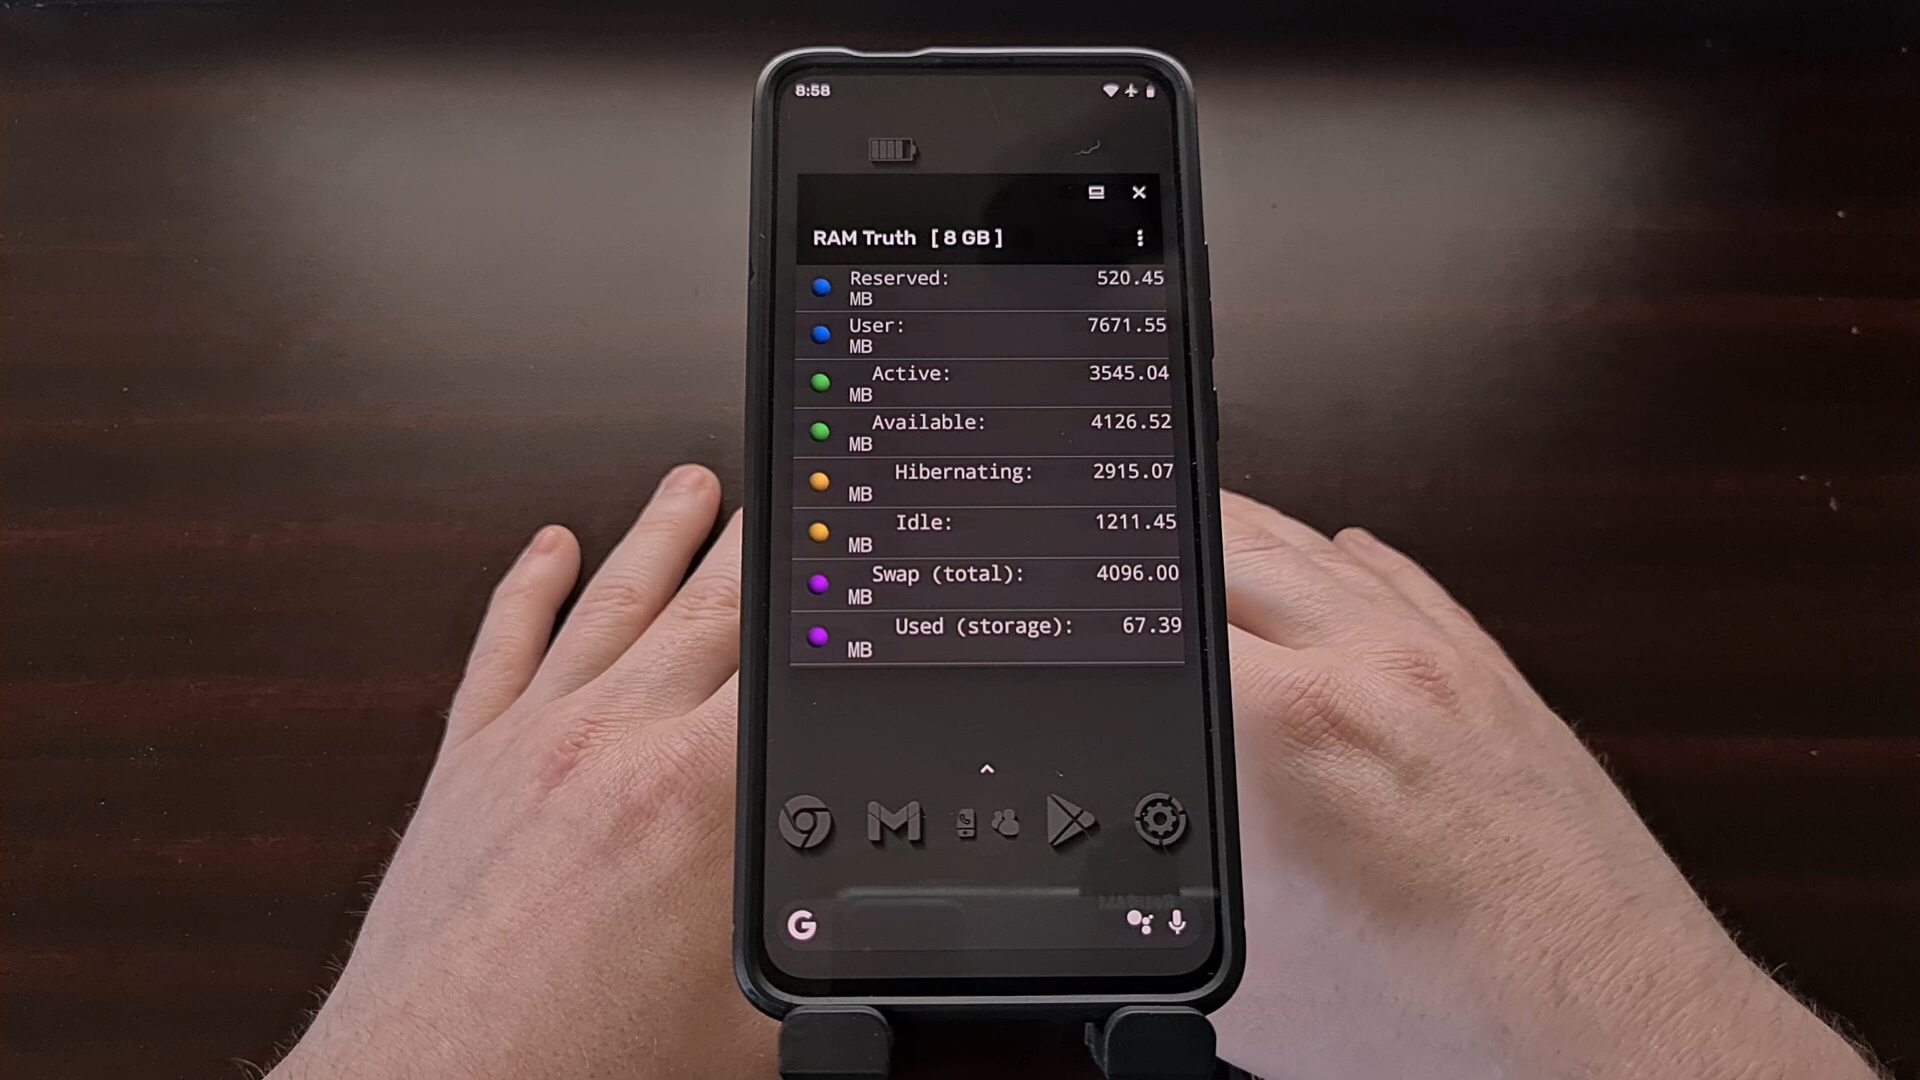 8:58
RAM Truth [ 8 GB ]
Reserved: 520.45
MB
User: 7671.55
MB
Active: 3545.04
MB
Available: 4126.52
MB
Hibernating: 2915.07
MB
Idle: 1211.45
MB
Swap (total): 4096.00
MB
Used (storage): 67.39
MB
G